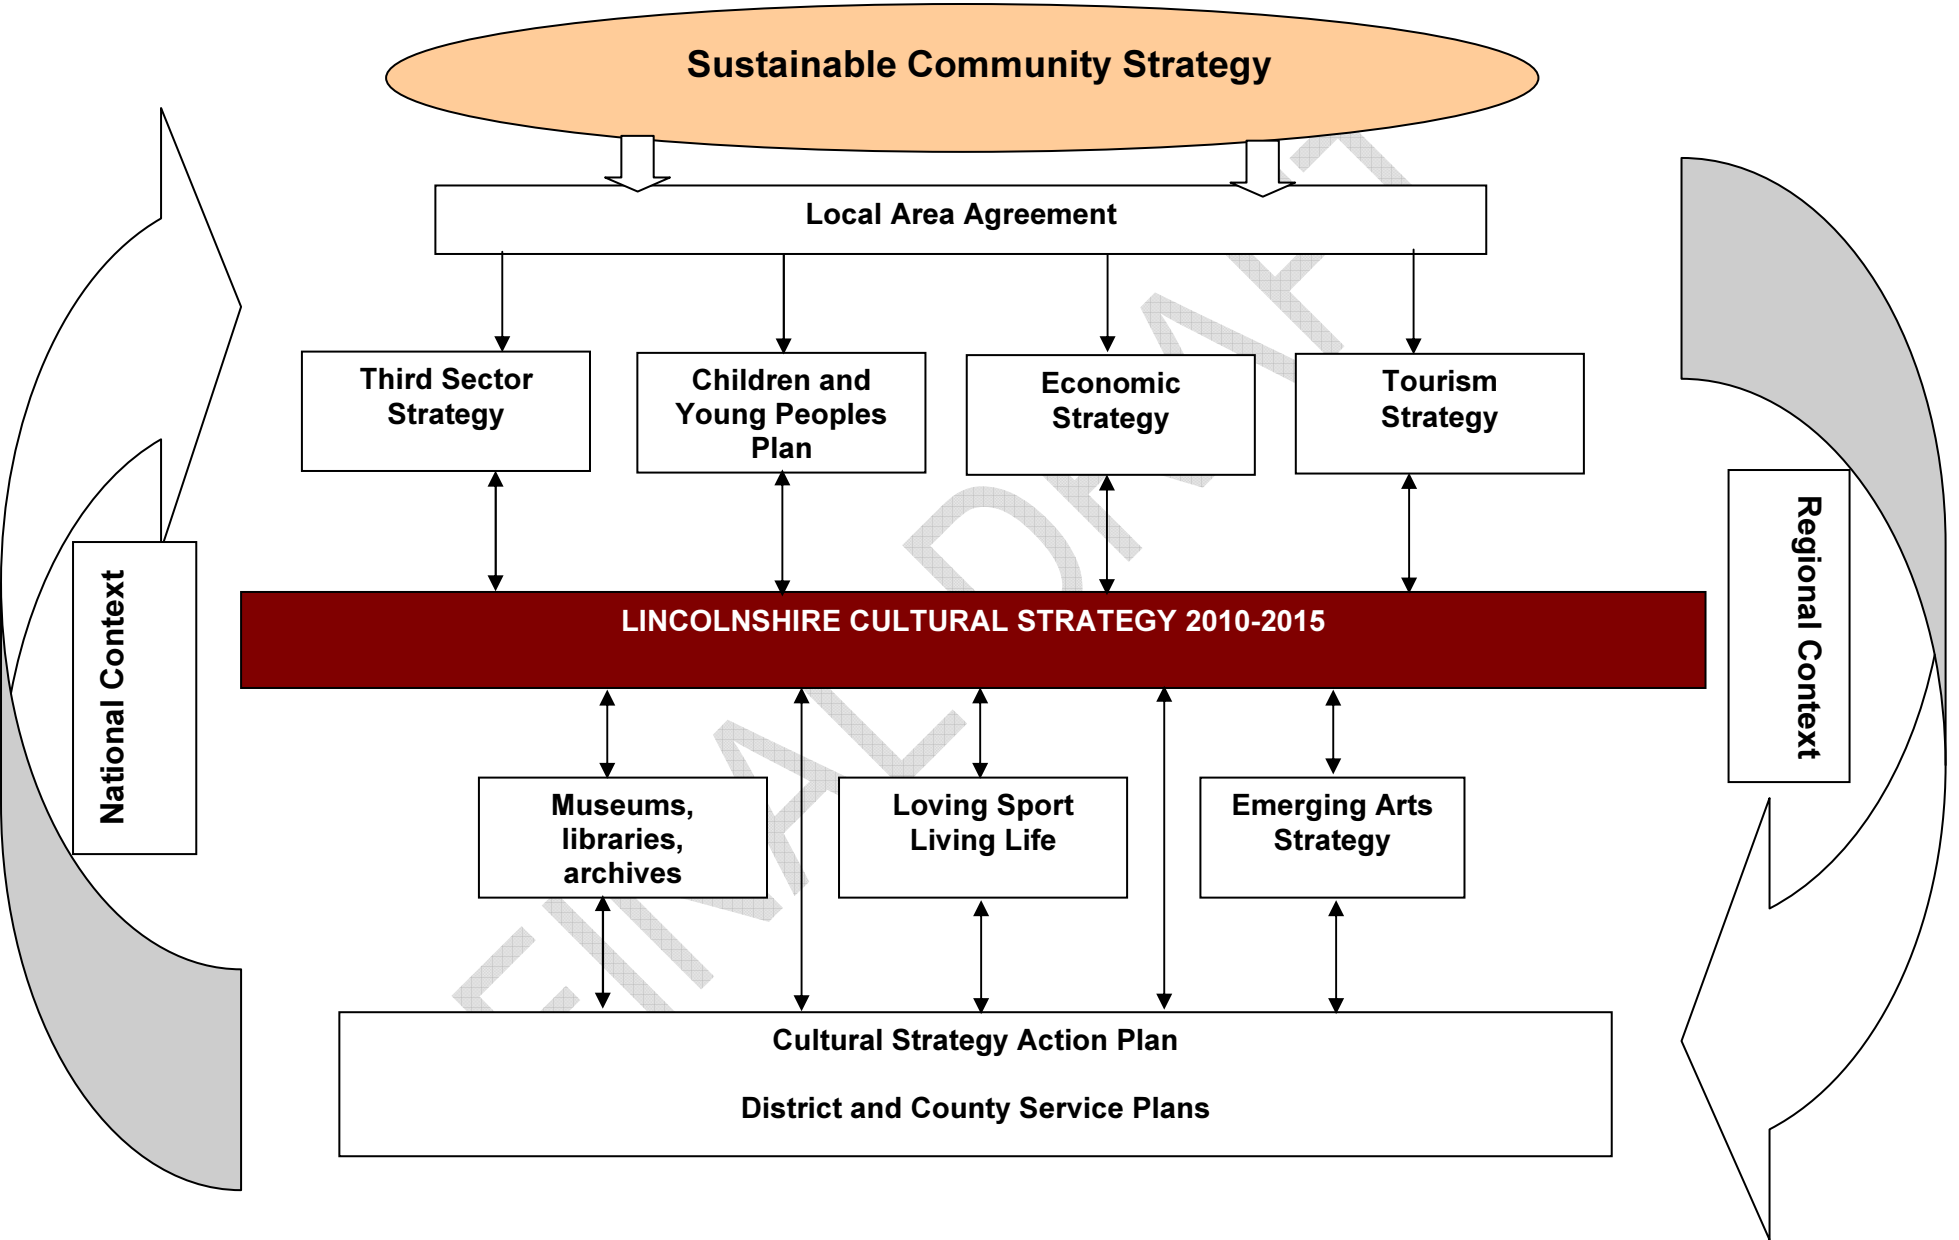 Sustainable Community Strategy
Local Area Agreement
Third Sector
Strategy
Children and
Young Peoples
Plan
Economic
Strategy
Tourism
Strategy
National Context
Regional Context
LINCOLNSHIRE CULTURAL STRATEGY 2010-2015
Museums,
libraries,
archives
Loving Sport
Living Life
Emerging Arts
Strategy
Cultural Strategy Action Plan
District and County Service Plans
FINAL DRAFT